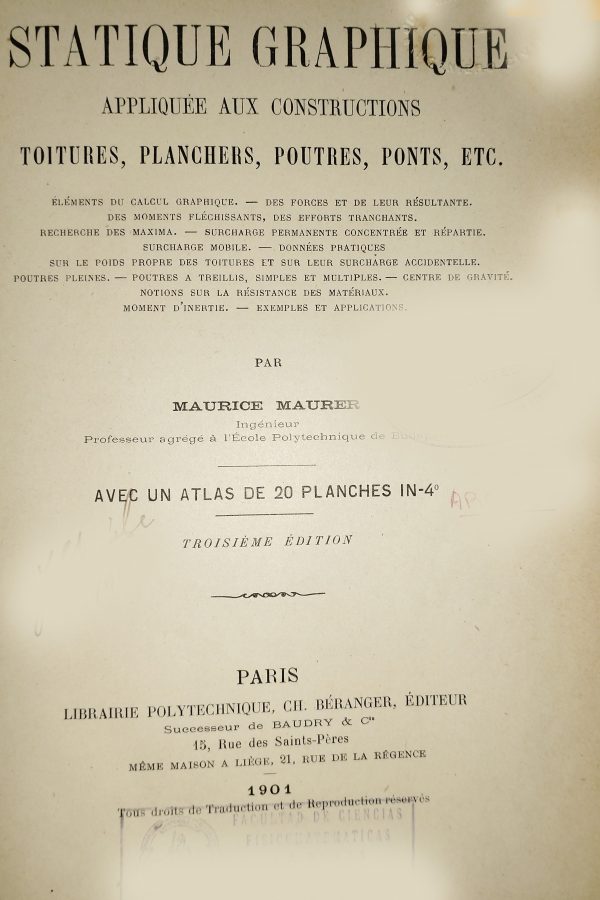 STATIQUE GRAPHIQUE
APPLIQUÉE AUX CONSTRUCTIONS
TOITURES, PLANCHERS, POUTRES, PONTS, ETC.
ÉLÉMENTS DU CALCUL GRAPHIQUE. — DES FORCES ET DE LEUR RÉSULTANTE.
DES MOMENTS FLÉCHISSANTS, DES EFFORTS TRANCHANTS.
RECHERCHE DES MAXIMA. — SURCHARGE PERMANENTE CONCENTRÉE ET RÉPARTIE.
SURCHARGE MOBILE. — DONNÉES PRATIQUES
SUR LE POIDS PROPRE DES TOITURES ET SUR LEUR SURCHARGE ACCIDENTELLE.
POUTRES PLEINES. — POUTRES A TREILLIS, SIMPLES ET MULTIPLES. — CENTRE DE GRAVITÉ.
NOTIONS SUR LA RÉSISTANCE DES MATÉRIAUX.
MOMENT D'INERTIE. — EXEMPLES ET APPLICATIONS.
PAR
MAURICE MAURER
Ingénieur
Professeur agrégé à l'École Polytechnique de
AVEC UN ATLAS DE 20 PLANCHES IN-4°
AP
TROISIÈME ÉDITION
PARIS
LIBRAIRIE POLYTECHNIQUE, CH. BÉRANGER, ÉDITEUR
Successeur de BAUDRY & Cie
15, Rue des Saints-Pères
MÊME MAISON A LIÈGE, 21, RUE DE LA RÉGENCE
1901
Tous droits de Traduction et de Reproduction réservés
FACULTAD DE CIENCIAS
FISICOMATEMATICAS